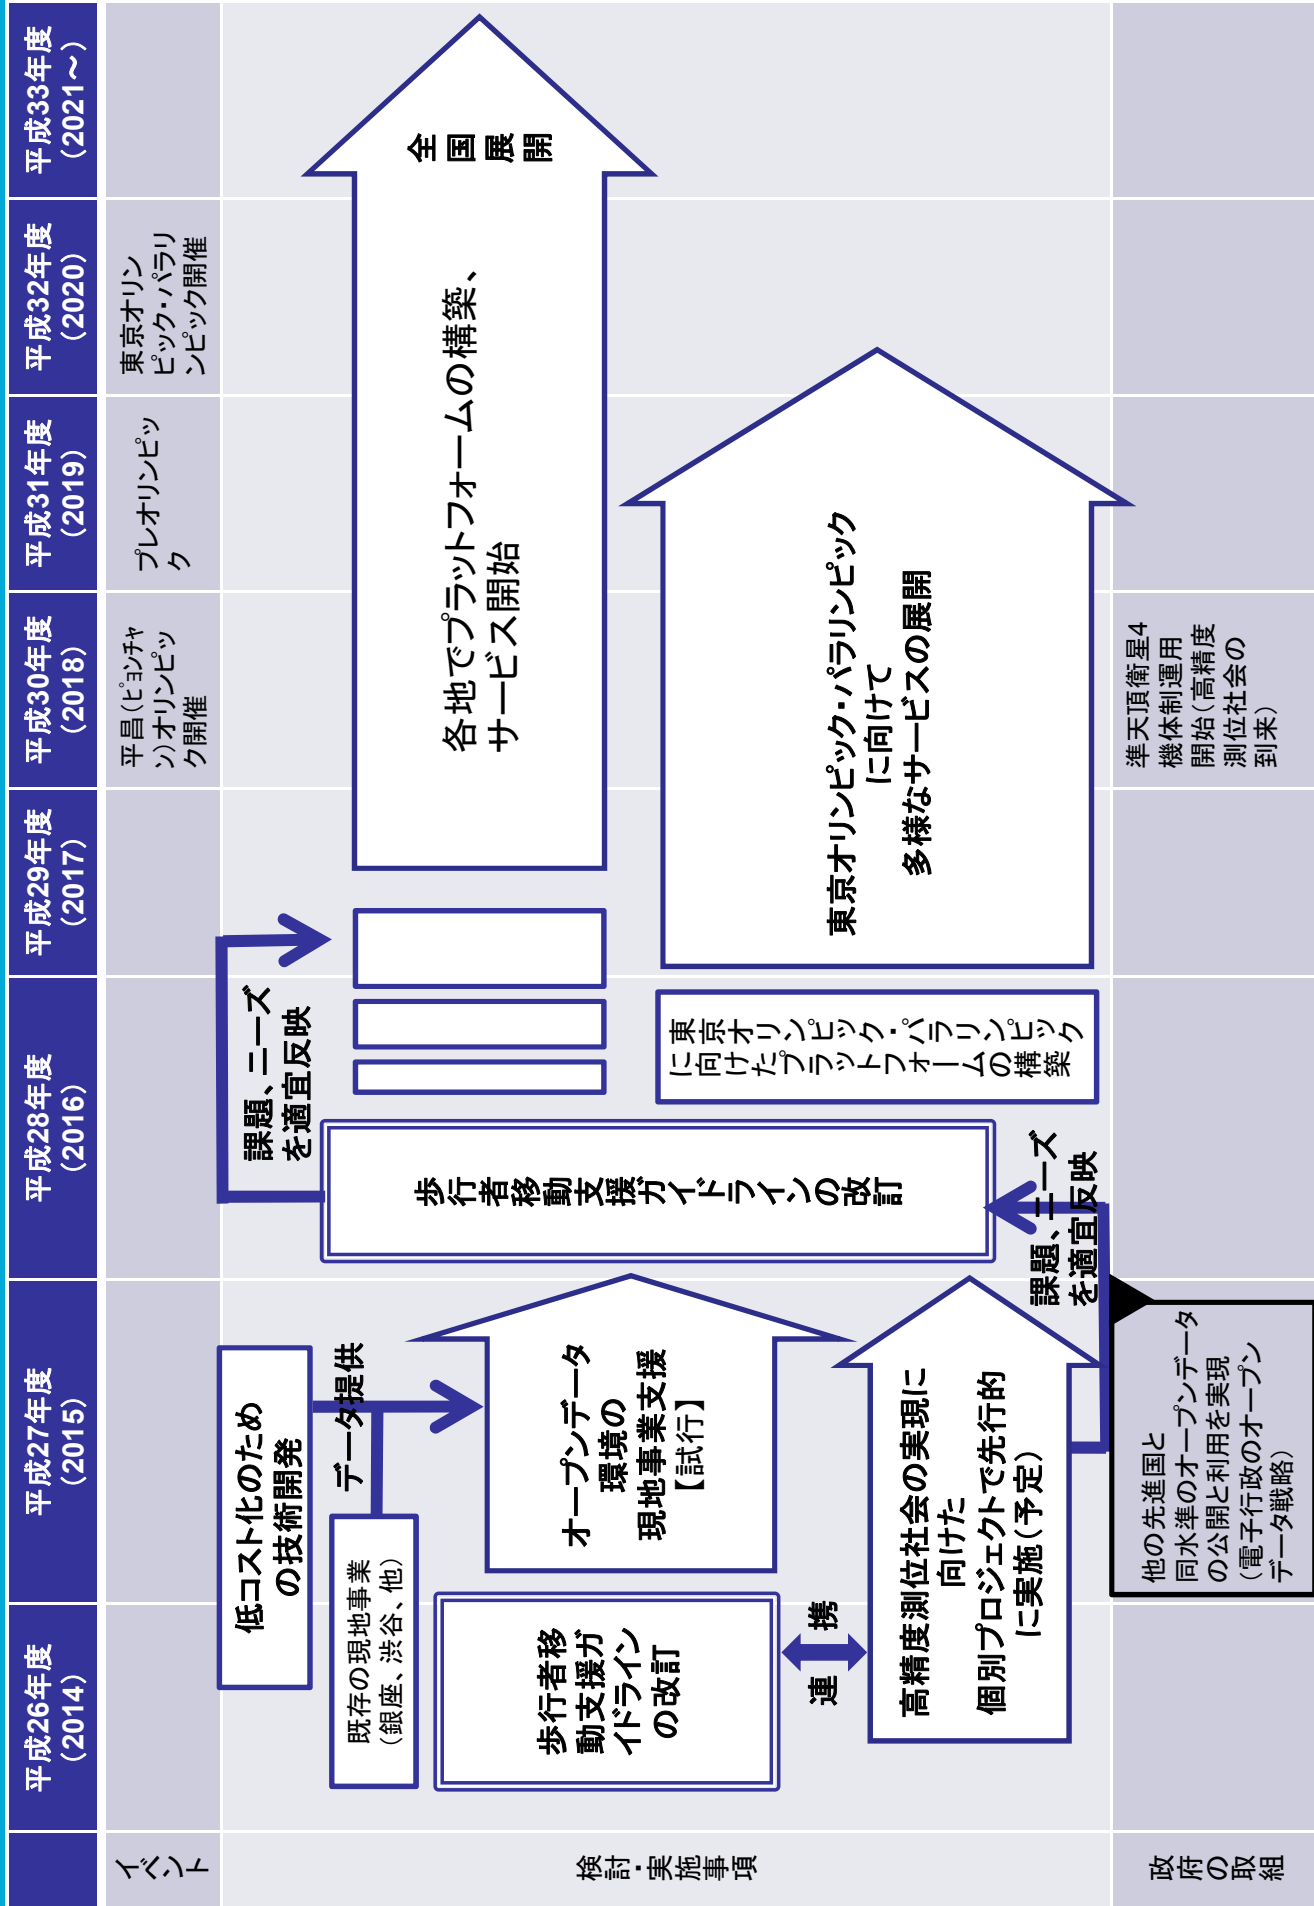 平成26年度
（2014）
平成27年度
（2015）
平成28年度
（2016）
平成29年度
（2017）
平成30年度
（2018）
平成31年度
（2019）
平成32年度
（2020）
平成33年度
（2021～）
イベント
平昌（ピョンチャ
ン）オリンピッ
ク開催
プレオリンピッ
ク
東京オリン
ピック・パラリ
ンピック開催
検討・実施事項
低コスト化のため
の技術開発
既存の現地事業
（銀座、渋谷、他）
データ提供
歩行者移
動支援ガ
イドライン
の改訂
オープンデータ
環境の
現地事業支援
【試行】
連　携
高精度測位社会の実現に
向けた
個別プロジェクトで先行的
に実施（予定）
歩行者移動支援ガイドラインの改訂
課題、ニーズ
を適宜反映
課題、ニーズ
を適宜反映
東京オリンピック・パラリンピック
に向けたプラットフォームの構築
各地でプラットフォームの構築、
サービス開始
全
国
展
開
東京オリンピック・パラリンピック
に向けて
多様なサービスの展開
政府の取組
他の先進国と
同水準のオープンデータ
の公開と利用を実現
（電子行政のオープン
データ戦略）
準天頂衛星4
機体制運用
開始（高精度
測位社会の
到来）